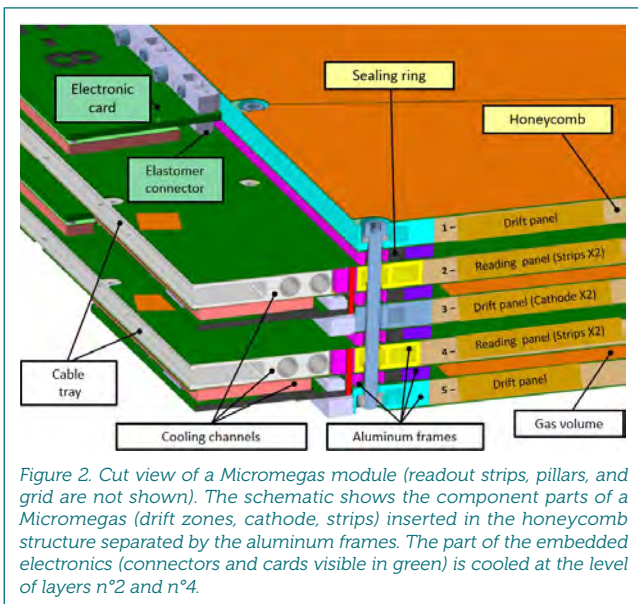 -8
Electronic
card
Sealing ring
Honeycomb
Elastomer
connector
1 – Drift panel
2 – Reading panel (Strips X2)
3 – Drift panel (Cathode X2)
4 – Reading panel (Strips X2)
5 – Drift panel
Cable
tray
Cooling channels
Aluminum frames
Gas volume
Figure 2. Cut view of a Micromegas module (readout strips, pillars, and
grid are not shown). The schematic shows the component parts of a
Micromegas (drift zones, cathode, strips) inserted in the honeycomb
structure separated by the aluminum frames. The part of the embedded
electronics (connectors and cards visible in green) is cooled at the level
of layers n°2 and n°4.